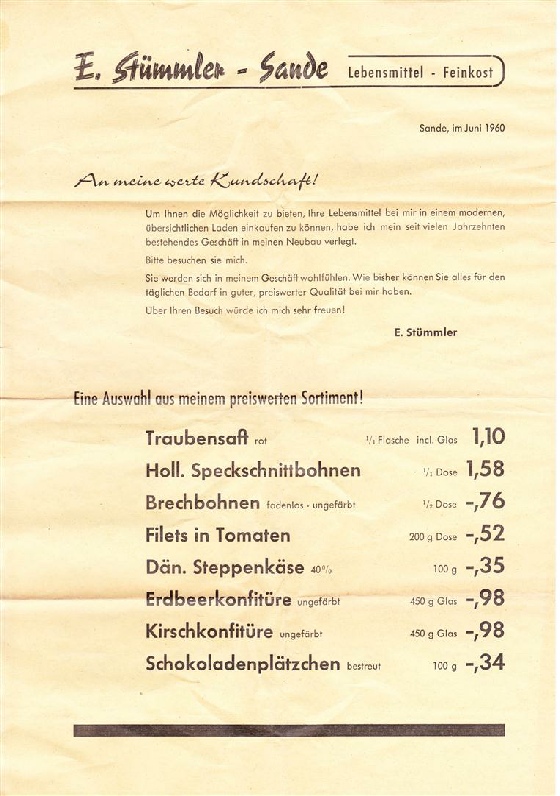 E. Stümmler - Sande Lebensmittel - Feinkost
Sande, im Juni 1960
An meine werte Kundschaft!
Um Ihnen die Möglichkeit zu bieten, Ihre Lebensmittel bei mir in einem modernen,
übersichtlichen Laden einkaufen zu können, habe ich mein seit vielen Jahrzehnten
bestehendes Geschäft in meinen Neubau verlegt.
Bitte besuchen sie mich.
Sie werden sich in meinem Geschäft wohlfühlen. Wie bisher können Sie alles für den
täglichen Bedarf in guter, preiswerter Qualität bei mir haben.
Über Ihren Besuch würde ich mich sehr freuen!
E. Stümmler
Eine Auswahl aus meinem preiswerten Sortiment!
Traubensaft rot 1/1 Flasche incl. Glas 1,10
Holl. Speckschnittbohnen 1/1 Dose 1,58
Brechbohnen fadenlos - ungefärbt 1/2 Dose -,76
Filets in Tomaten 200 g Dose -,52
Dän. Steppenkäse 40% 100 g -,35
Erdbeerkonfitüre ungefärbt 450 g Glas -,98
Kirschkonfitüre ungefärbt 450 g Glas -,98
Schokoladenplätzchen bestreut 100 g -,34